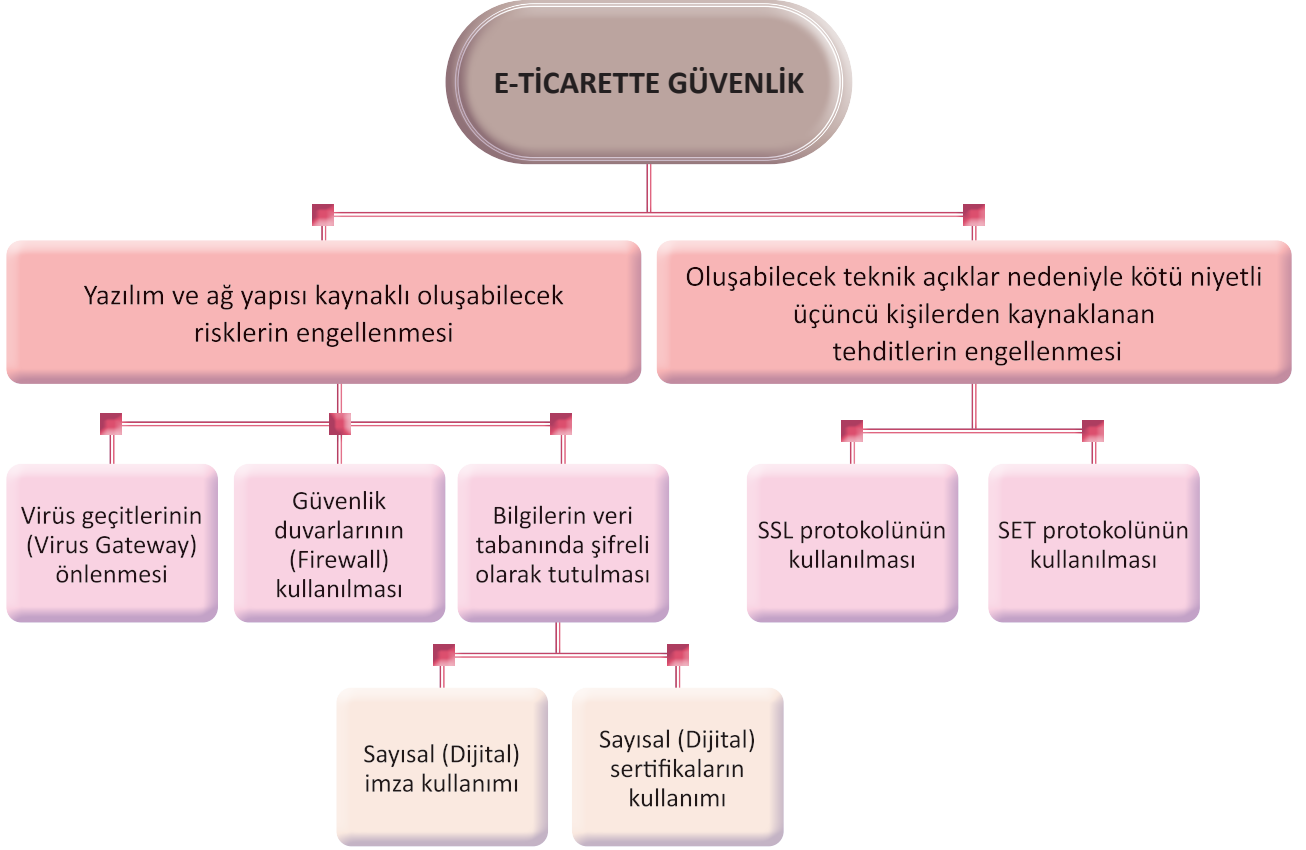 E-TİCARETTE GÜVENLİK
Yazılım ve ağ yapısı kaynaklı oluşabilecek
risklerin engellenmesi
Oluşabilecek teknik açıklar nedeniyle kötü niyetli
üçüncü kişilerden kaynaklanan
tehditlerin engellenmesi
Virüs geçitlerinin
(Virus Gateway)
önlenmesi
Güvenlik
duvarlarının
(Firewall)
kullanılması
Bilgilerin veri
tabanında şifreli
olarak tutulması
SSL protokolünün
kullanılması
SET protokolünün
kullanılması
Sayısal (Dijital)
imza kullanımı
Sayısal (Dijital)
sertifikaların
kullanımı